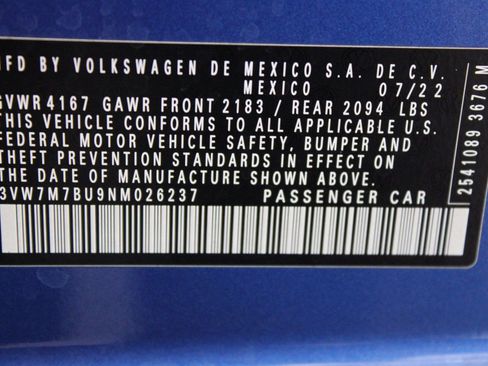 MFD BY VOLKSWAGEN DE MEXICO S.A. DE C.V.
MEXICO 07/22
GVWR 4167 GAWR FRONT 2183 / REAR 2094 LBS
THIS VEHICLE CONFORMS TO ALL APPLICABLE U.S.
FEDERAL MOTOR VEHICLE SAFETY, BUMPER AND
THEFT PREVENTION STANDARDS IN EFFECT ON
THE DATE OF MANUFACTURE SHOWN ABOVE.
3VW7M7BU9NM026237 PASSENGER CAR
2541089 3676 M